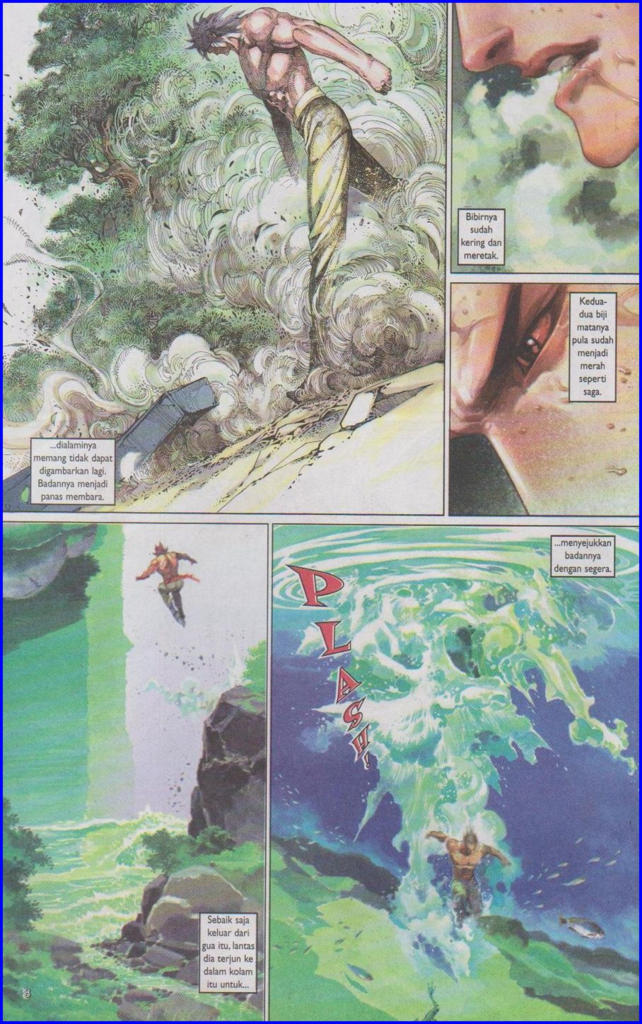 ...dialaminya
memang tidak dapat
digambarkan lagi.
Badannya menjadi
panas membara.
Bibirnya
sudah
kering dan
meretak.
Kedua-
dua biji
matanya
pula sudah
menjadi
merah
seperti
saga.
Sebaik saja
keluar dari
gua itu, lantas
dia terjun ke
dalam kolam
itu untuk...
...menyejukkan
badannya
dengan segera.
PLASH!